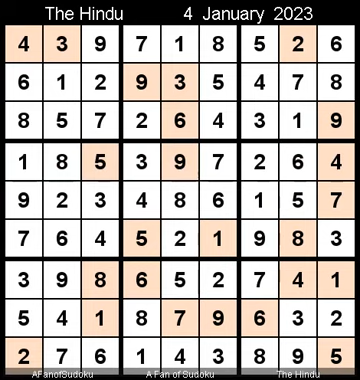 The Hindu 4 January 2023
4 3 9 7 1 8 5 2 6
6 1 2 9 3 5 4 7 8
8 5 7 2 6 4 3 1 9
1 8 5 3 9 7 2 6 4
9 2 3 4 8 6 1 5 7
7 6 4 5 2 1 9 8 3
3 9 8 6 5 2 7 4 1
5 4 1 8 7 9 6 3 2
2 7 6 1 4 3 8 9 5
AFanofSudoku A Fan of Sudoku The Hindu